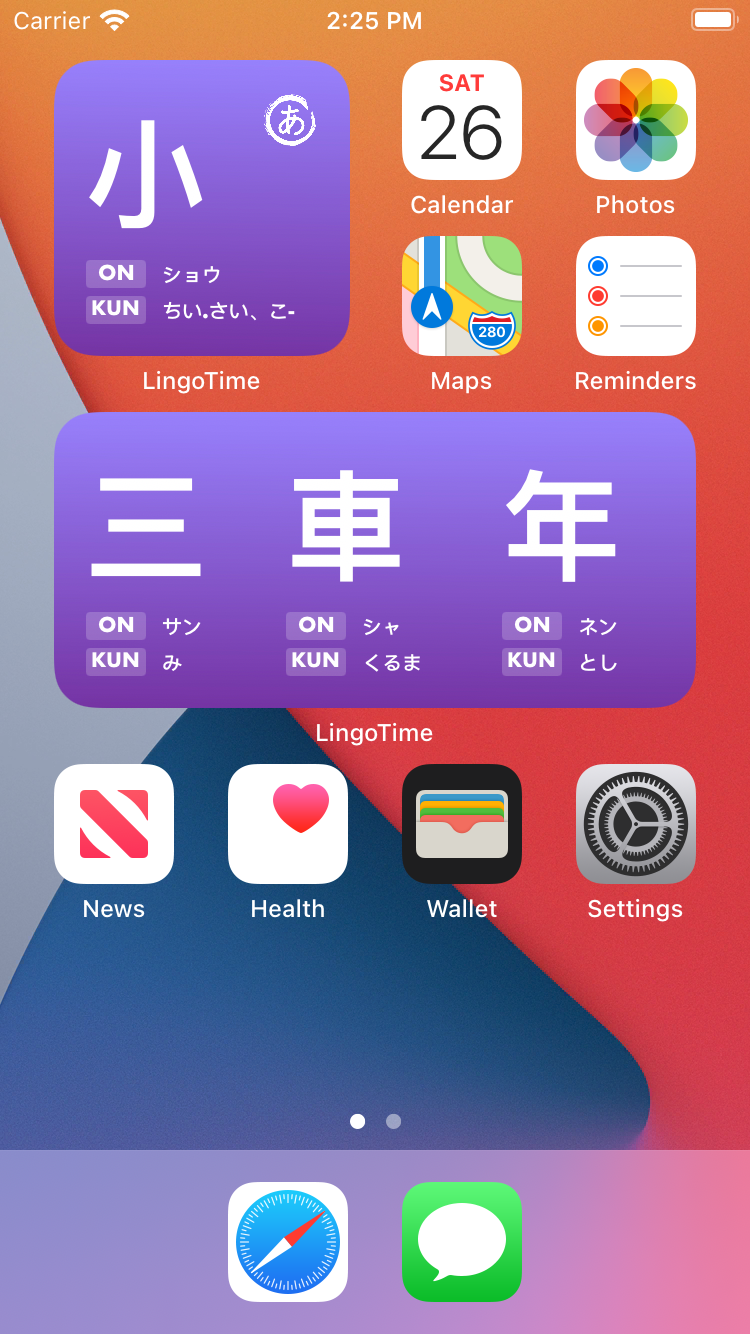 Carrier 2:25 PM
小 あ
ON ショウ
KUN ちい.さい、こ-
LingoTime
SAT
26
Calendar
Photos
280
Maps
Reminders
三 車 年
ON サン ON シャ ON ネン
KUN み KUN くるま KUN とし
LingoTime
News Health Wallet Settings